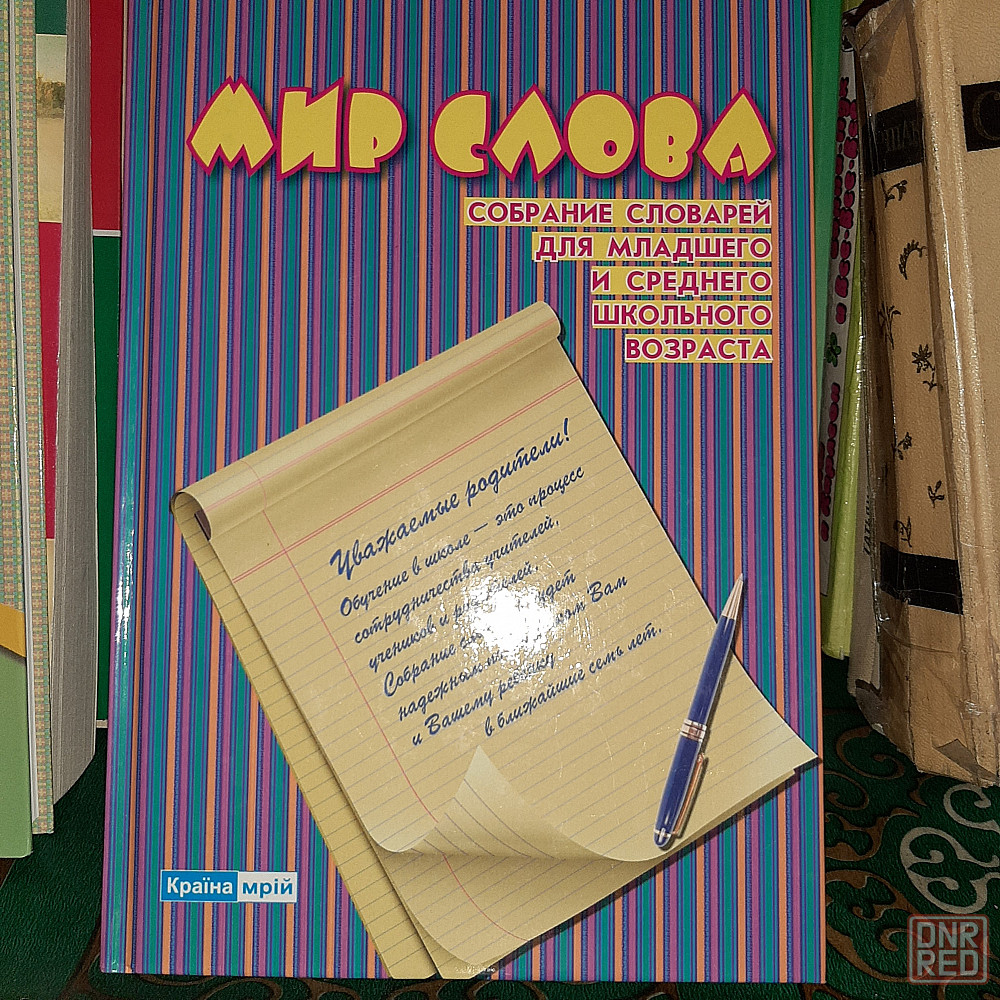 МИР СЛОВА
СОБРАНИЕ СЛОВАРЕЙ
ДЛЯ МЛАДШЕГО
И СРЕДНЕГО
ШКОЛЬНОГО
ВОЗРАСТА
Уважаемые родители!
Обучение в школе — это процесс
сотрудничества учителей,
учеников и
Собрание
Вам
и Вашему
в ближайшие семь лет.
Країна мрій
DNR
RED